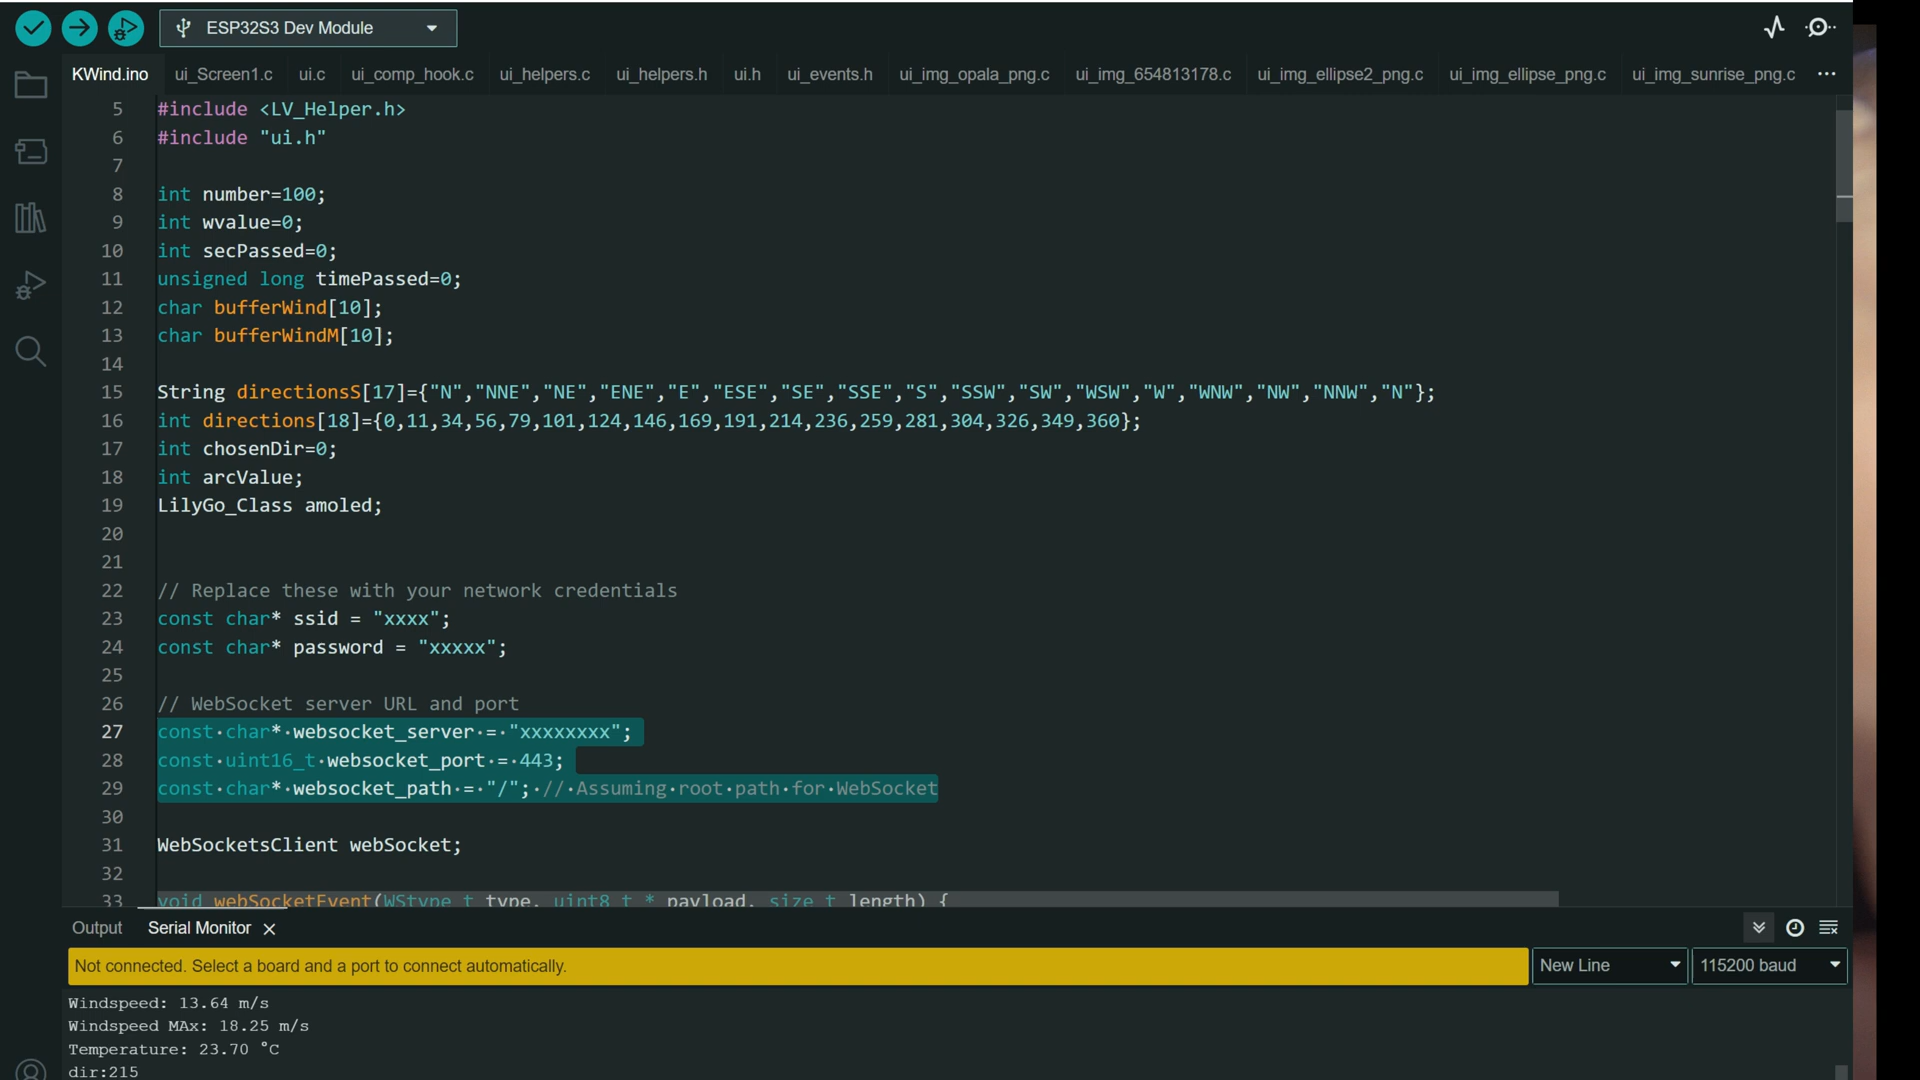 ESP32S3 Dev Module
KWind.ino ui_Screen1.c ui.c ui_comp_hook.c ui_helpers.c ui_helpers.h ui.h ui_events.h ui_img_opala_png.c ui_img_654813178.c ui_img_ellipse2_png.c ui_img_ellipse_png.c ui_img_sunrise_png.c ...
5 #include <LV_Helper.h>
6 #include "ui.h"
7
8 int number=100;
9 int wvalue=0;
10 int secPassed=0;
11 unsigned long timePassed=0;
12 char bufferWind[10];
13 char bufferWindM[10];
14
15 String directionsS[17]={"N","NNE","NE","ENE","E","ESE","SE","SSE","S","SSW","SW","WSW","W","WNW","NW","NNW","N"};
16 int directions[18]={0,11,34,56,79,101,124,146,169,191,214,236,259,281,304,326,349,360};
17 int chosenDir=0;
18 int arcValue;
19 LilyGo_Class amoled;
20
21
22 // Replace these with your network credentials
23 const char* ssid = "xxxx";
24 const char* password = "xxxxx";
25
26 // WebSocket server URL and port
27 const·char*·websocket_server·=·"xxxxxxxx";
28 const·uint16_t·websocket_port·=·443;
29 const·char*·websocket_path·=·"/";·//·Assuming·root·path·for·WebSocket
30
31 WebSocketsClient webSocket;
32
33 void webSocketEvent(WStype_t type, uint8_t * payload, size_t length) {
Output Serial Monitor
Not connected. Select a board and a port to connect automatically. New Line 115200 baud
Windspeed: 13.64 m/s
Windspeed MAx: 18.25 m/s
Temperature: 23.70 °C
dir:215